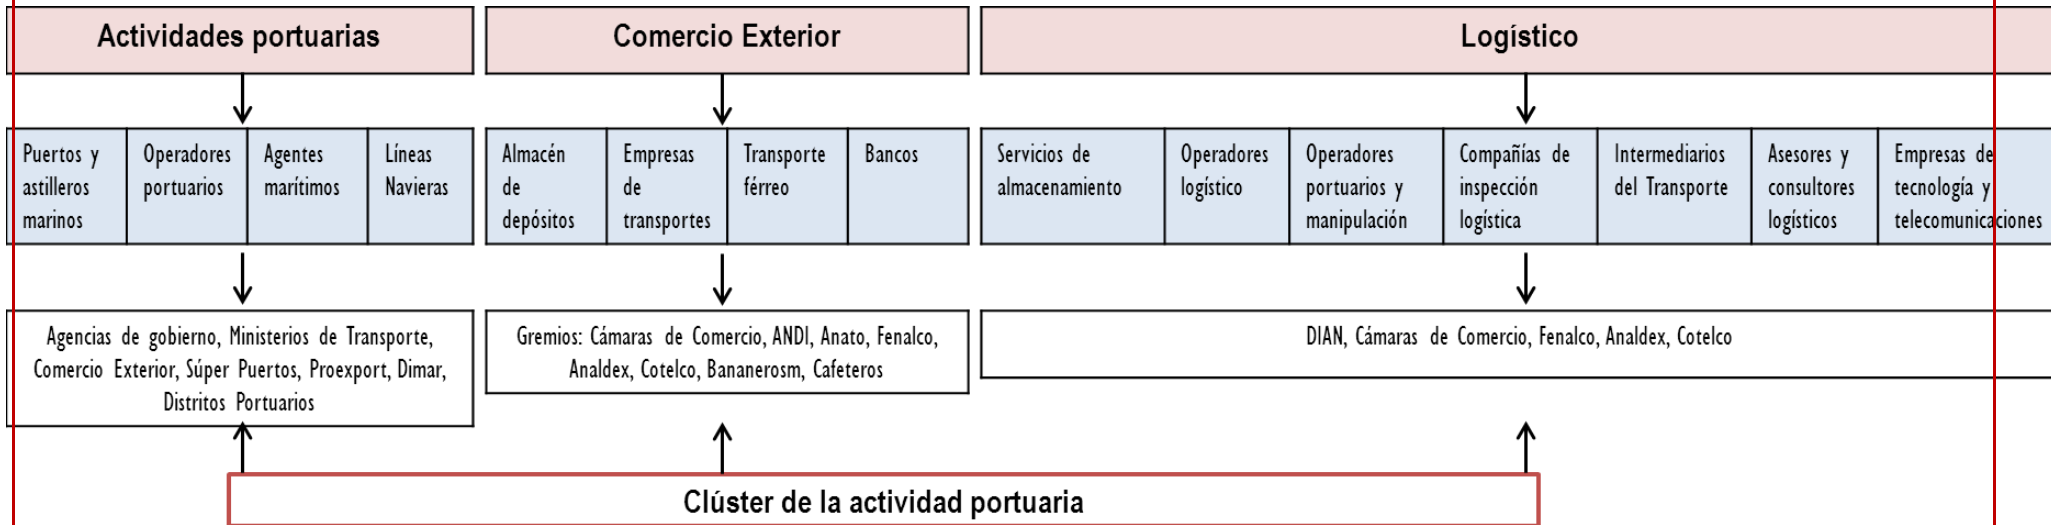 Actividades portuarias
Comercio Exterior
Logístico
Puertos y
astilleros
marinos
Operadores
portuarios
Agentes
marítimos
Líneas
Navieras
Almacén
de
depósitos
Empresas
de
transportes
Transporte
férreo
Bancos
Servicios de
almacenamiento
Operadores
logístico
Operadores
portuarios y
manipulación
Compañías de
inspección
logística
Intermediarios
del Transporte
Asesores y
consultores
logísticos
Empresas de
tecnología y
telecomunicaciones
Agencias de gobierno, Ministerios de Transporte,
Comercio Exterior, Súper Puertos, Proexport, Dimar,
Distritos Portuarios
Gremios: Cámaras de Comercio, ANDI, Anato, Fenalco,
Analdex, Cotelco, Bananerosm, Cafeteros
DIAN, Cámaras de Comercio, Fenalco, Analdex, Cotelco
Clúster de la actividad portuaria